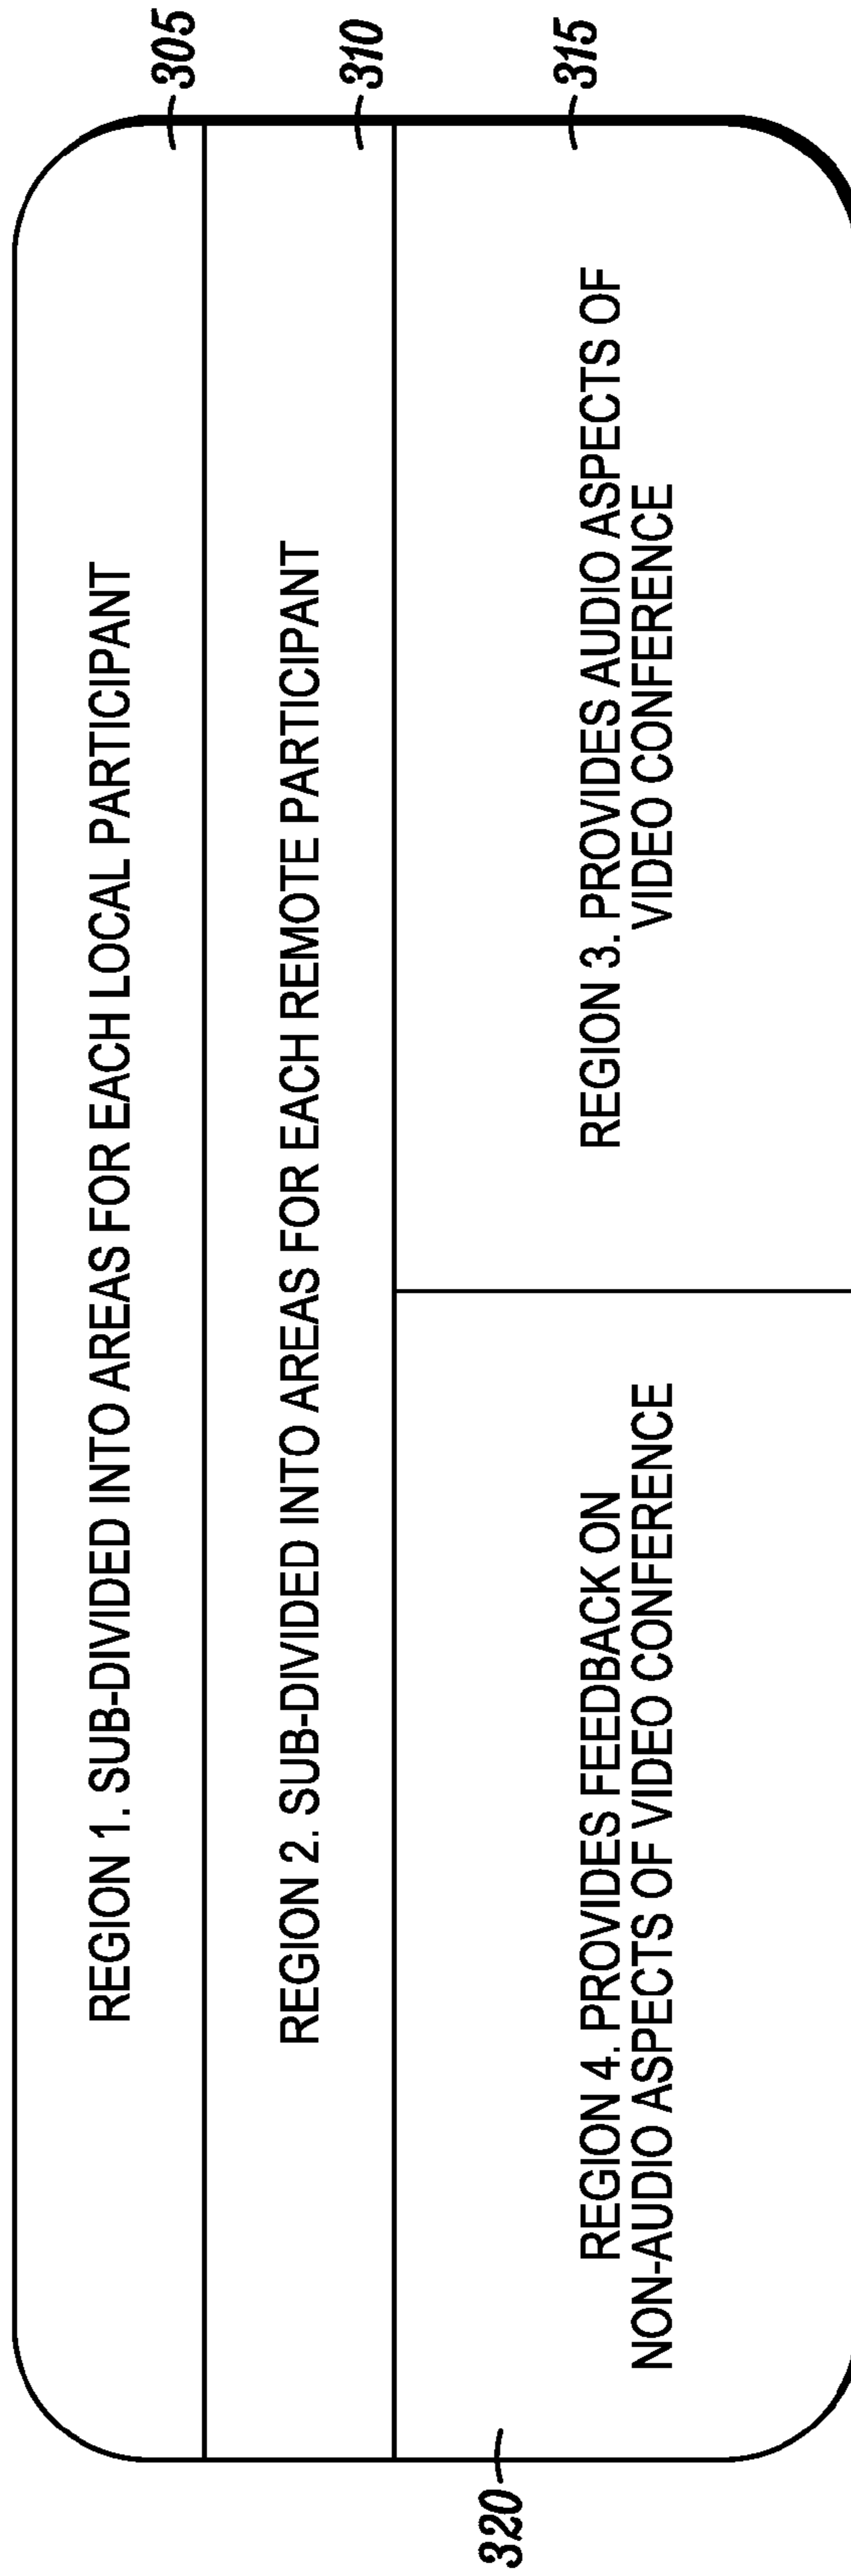 REGION 1. SUB-DIVIDED INTO AREAS FOR EACH LOCAL PARTICIPANT
305
REGION 2. SUB-DIVIDED INTO AREAS FOR EACH REMOTE PARTICIPANT
310
320
REGION 4. PROVIDES FEEDBACK ON
NON-AUDIO ASPECTS OF VIDEO CONFERENCE
REGION 3. PROVIDES AUDIO ASPECTS OF
VIDEO CONFERENCE
315